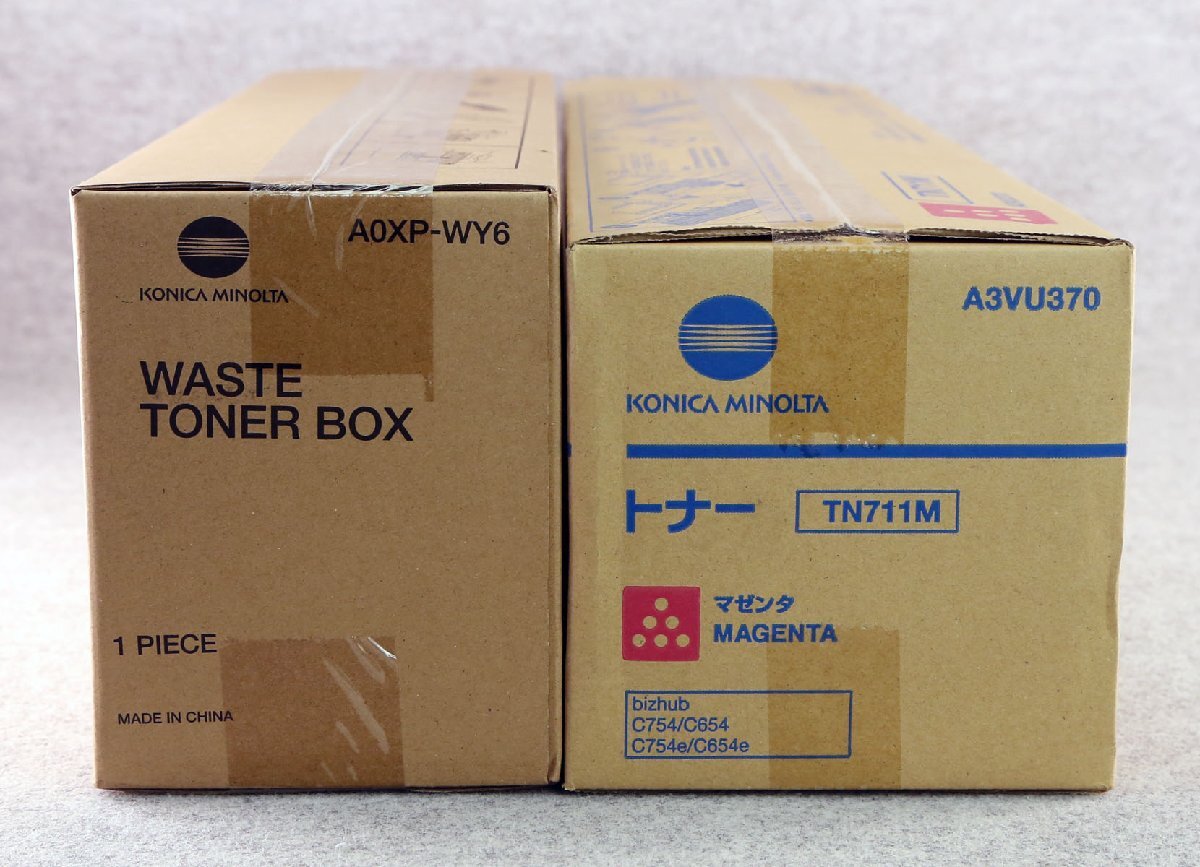 A0XP-WY6
KONICA MINOLTA
WASTE
TONER BOX
1 PIECE
MADE IN CHINA
A3VU370
KONICA MINOLTA
トナー
TN711M
マゼンタ
MAGENTA
bizhub
C754/C654
C754e/C654e